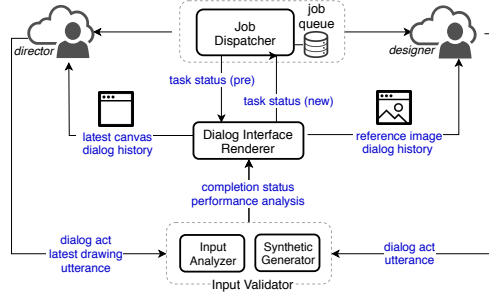 job
queue
Job
Dispatcher
director
designer
task status (pre)
task status (new)
latest canvas
dialog history
Dialog Interface
Renderer
reference image
dialog history
completion status
performance analysis
dialog act
latest drawing
utterance
Input
Analyzer
Synthetic
Generator
dialog act
utterance
Input Validator